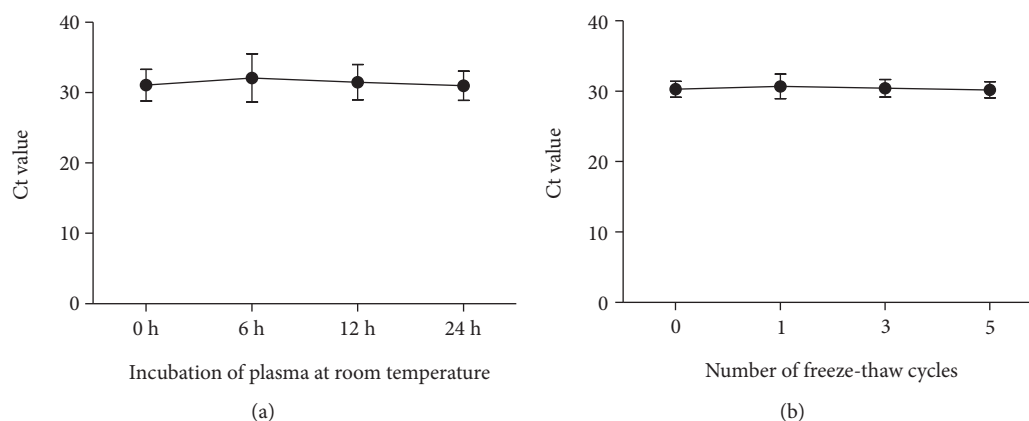 40
30
20
10
0
Ct value
0 h
6 h
12 h
24 h
Incubation of plasma at room temperature
(a)
40
30
20
10
0
Ct value
0
1
3
5
Number of freeze-thaw cycles
(b)